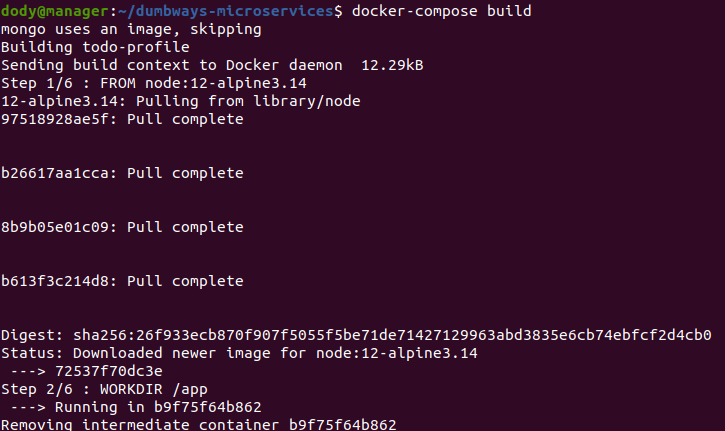 dody@manager:~/dumbways-microservices$ docker-compose build
mongo uses an image, skipping
Building todo-profile
Sending build context to Docker daemon  12.29kB
Step 1/6 : FROM node:12-alpine3.14
12-alpine3.14: Pulling from library/node
97518928ae5f: Pull complete
b26617aa1cca: Pull complete
8b9b05e01c09: Pull complete
b613f3c214d8: Pull complete
Digest: sha256:26f933ecb870f907f5055f5be71de71427129963abd3835e6cb74ebfcf2d4cb0
Status: Downloaded newer image for node:12-alpine3.14
 ---> 72537f70dc3e
Step 2/6 : WORKDIR /app
 ---> Running in b9f75f64b862
Removing intermediate container b9f75f64b862